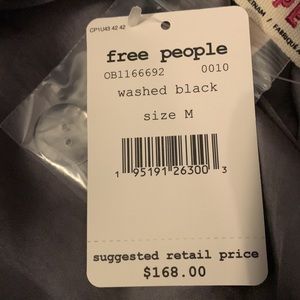 CP1U43 42 42
free people
OB1166692 0010
washed black
size M
1 95191 26300 3
suggested retail price
$168.00